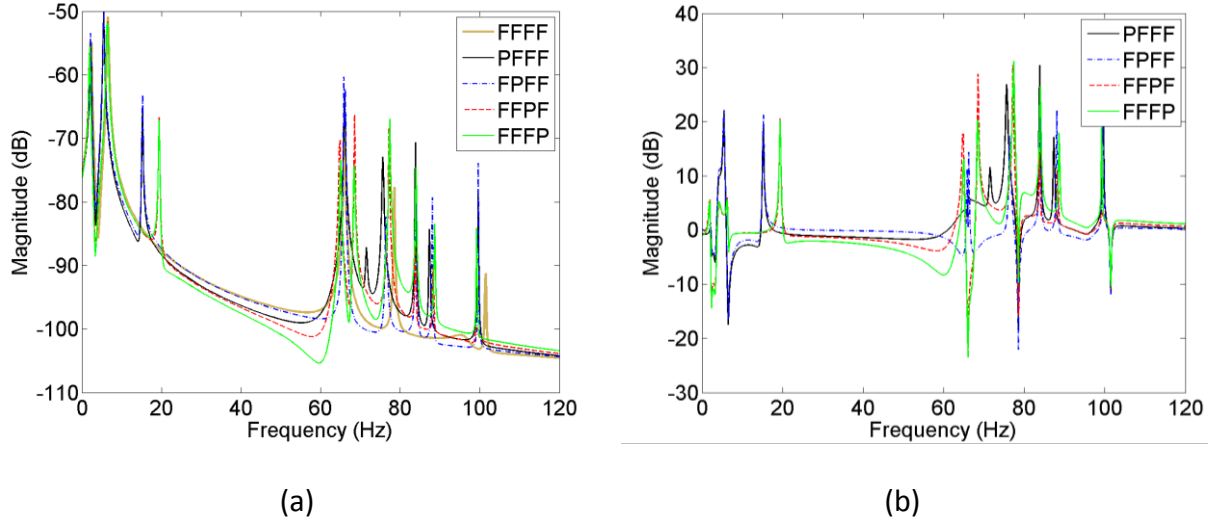 -50
-60
-70
-80
-90
-100
-110
Magnitude (dB)
0 20 40 60 80 100 120
Frequency (Hz)
FFFF
PFFF
FPFF
FFPF
FFFP
(a)
40
30
20
10
0
-10
-20
-30
Magnitude (dB)
0 20 40 60 80 100 120
Frequency (Hz)
PFFF
FPFF
FFPF
FFFP
(b)